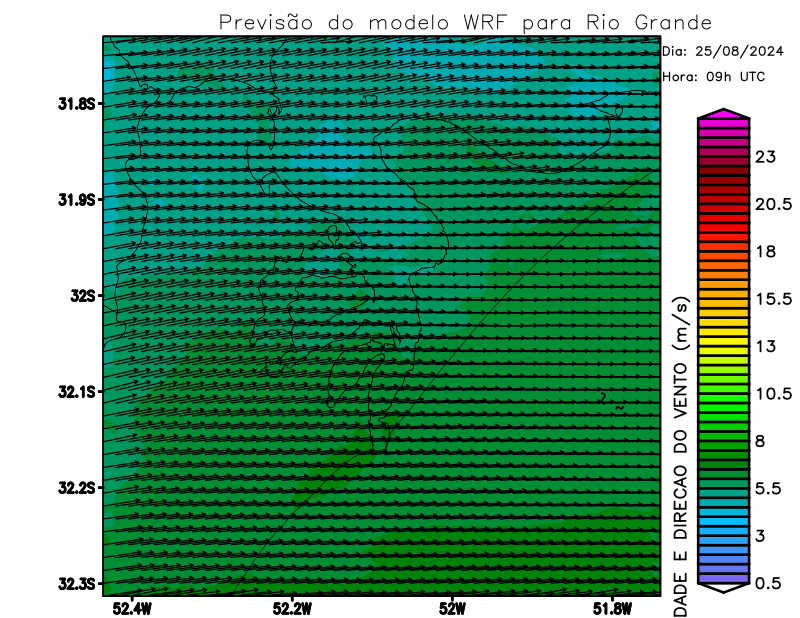 Previsão do modelo WRF para Rio Grande
Dia: 25/08/2024
Hora: 09h UTC
31.8S
31.9S
32S
32.1S
32.2S
32.3S
52.4W
52.2W
52W
51.8W
23
20.5
18
15.5
13
10.5
8
5.5
3
0.5
DADE E DIRECAO DO VENTO (m/s)